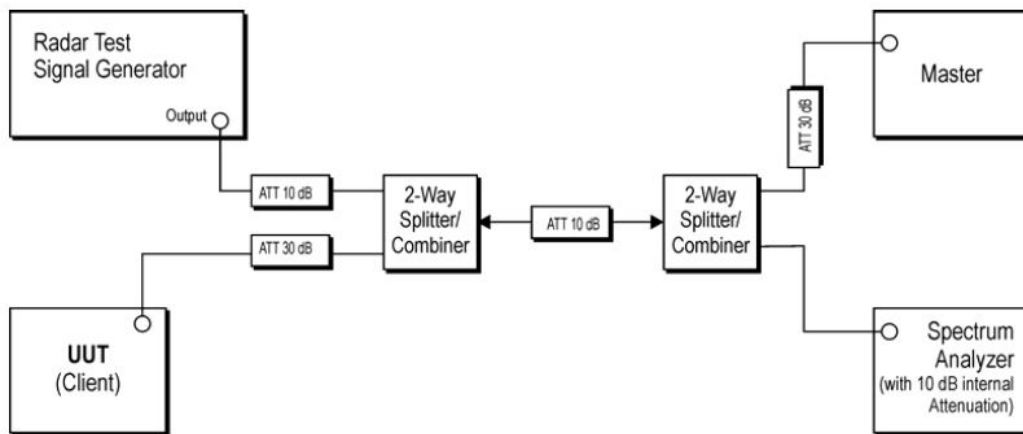 Radar Test
Signal Generator
Output
ATT 10 dB
2-Way
Splitter/
Combiner
ATT 30 dB
UUT
(Client)
ATT 10 dB
2-Way
Splitter/
Combiner
ATT 30 dB
Master
Spectrum
Analyzer
(with 10 dB internal
Attenuation)